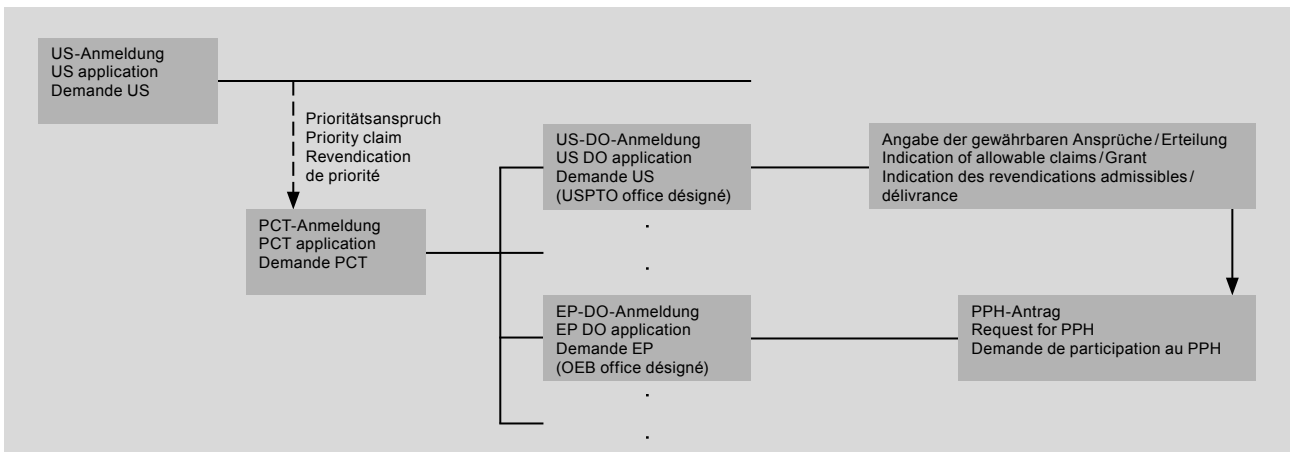 US-Anmeldung
US application
Demande US
Prioritätsanspruch
Priority claim
Revendication
de priorité
PCT-Anmeldung
PCT application
Demande PCT
US-DO-Anmeldung
US DO application
Demande US
(USPTO office désigné)
.
.
EP-DO-Anmeldung
EP DO application
Demande EP
(OEB office désigné)
.
.
Angabe der gewährbaren Ansprüche/Erteilung
Indication of allowable claims/Grant
Indication des revendications admissibles/
délivrance
PPH-Antrag
Request for PPH
Demande de participation au PPH